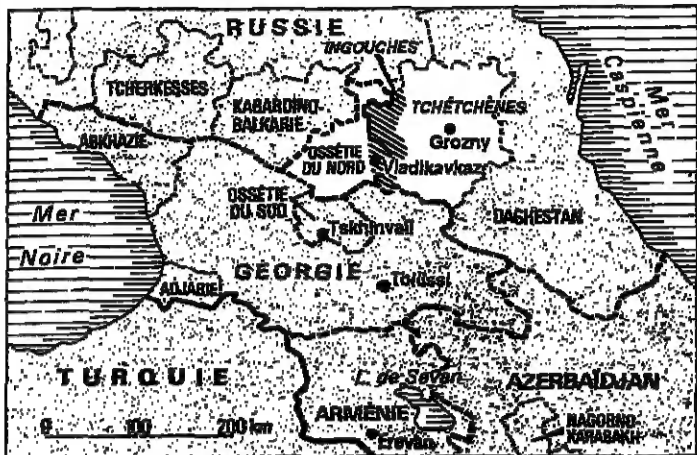 RUSSIE
INGOUCHES
TCHERKESSES
KABARDINO-
BALKARIE
TCHÉTCHÈNES
Grozny
Mer
Caspienne
ABKHAZIE
OSSÉTIE
DU NORD
Vladikavkaz
OSSÉTIE
DU SUD
Tskhinvali
DAGHESTAN
Mer
Noire
GÉORGIE
Tbilissi
ADJARIE
TURQUIE
L. de Sevan
AZERBAÏDJAN
ARMÉNIE
NAGORNO-
KARABAKH
0 100 200 km
Erevan